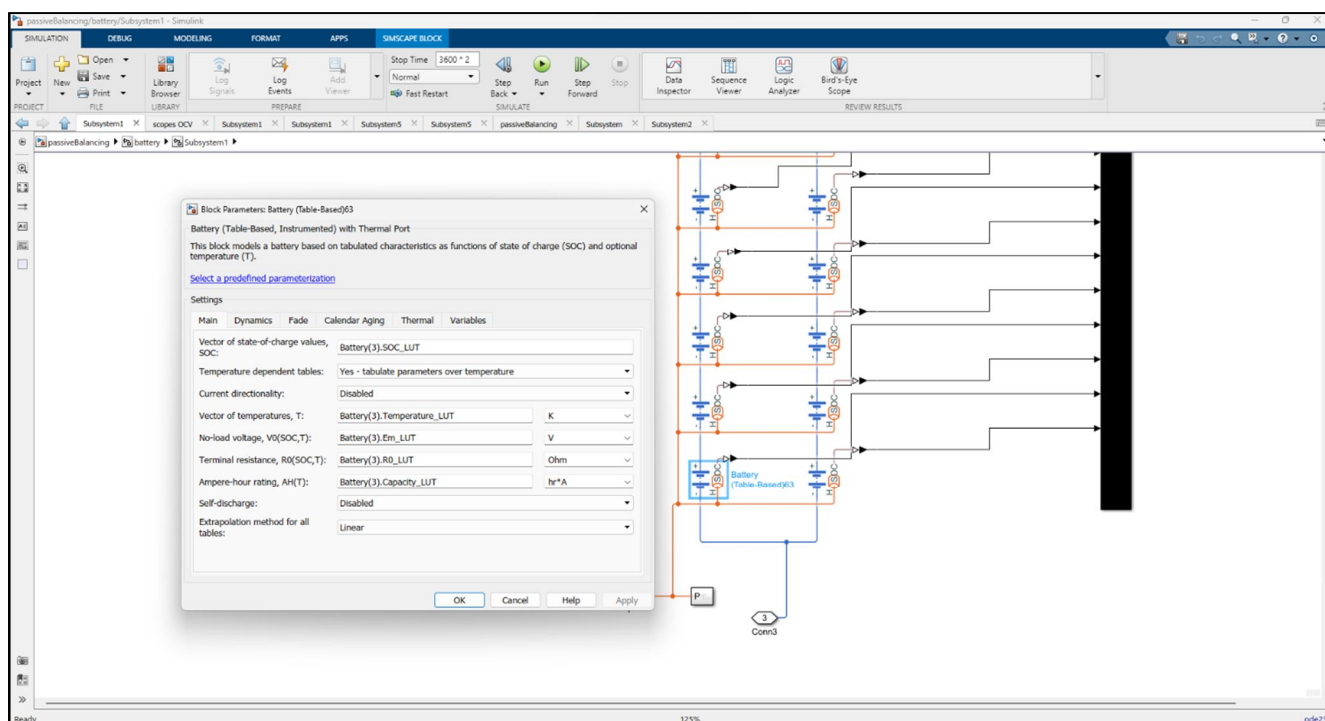 passiveBalancing/battery/Subsystem1 - Simulink
SIMULATION DEBUG MODELING FORMAT APPS SIMSCAPE BLOCK
Project
New
Open
Save
Print
Library Browser
Log Signals
Log Events
Add Viewer
Stop Time 3600 * 2
Normal
Fast Restart
Step Back
Run
Step Forward
Stop
Data Inspector
Sequence Viewer
Logic Analyzer
Bird's-Eye Scope
PROJECT FILE LIBRARY PREPARE SIMULATE REVIEW RESULTS
Subsystem1 scopes OCV Subsystem1 Subsystem1 Subsystem5 Subsystem5 passiveBalancing Subsystem Subsystem2
passiveBalancing battery Subsystem1
Block Parameters: Battery (Table-Based)63
Battery (Table-Based, Instrumented) with Thermal Port
This block models a battery based on tabulated characteristics as functions of state of charge (SOC) and optional
temperature (T).
Select a predefined parameterization
Settings
Main Dynamics Fade Calendar Aging Thermal Variables
Vector of state-of-charge values,
SOC: Battery(3).SOC_LUT
Temperature dependent tables: Yes - tabulate parameters over temperature
Current directionality: Disabled
Vector of temperatures, T: Battery(3).Temperature_LUT K
No-load voltage, V0(SOC,T): Battery(3).Em_LUT V
Terminal resistance, R0(SOC,T): Battery(3).R0_LUT Ohm
Ampere-hour rating, AH(T): Battery(3).Capacity_LUT hr*A
Self-discharge: Disabled
Extrapolation method for all
tables: Linear
OK Cancel Help Apply
Battery
(Table-Based)63
P
3
Conn3
Ready 125%